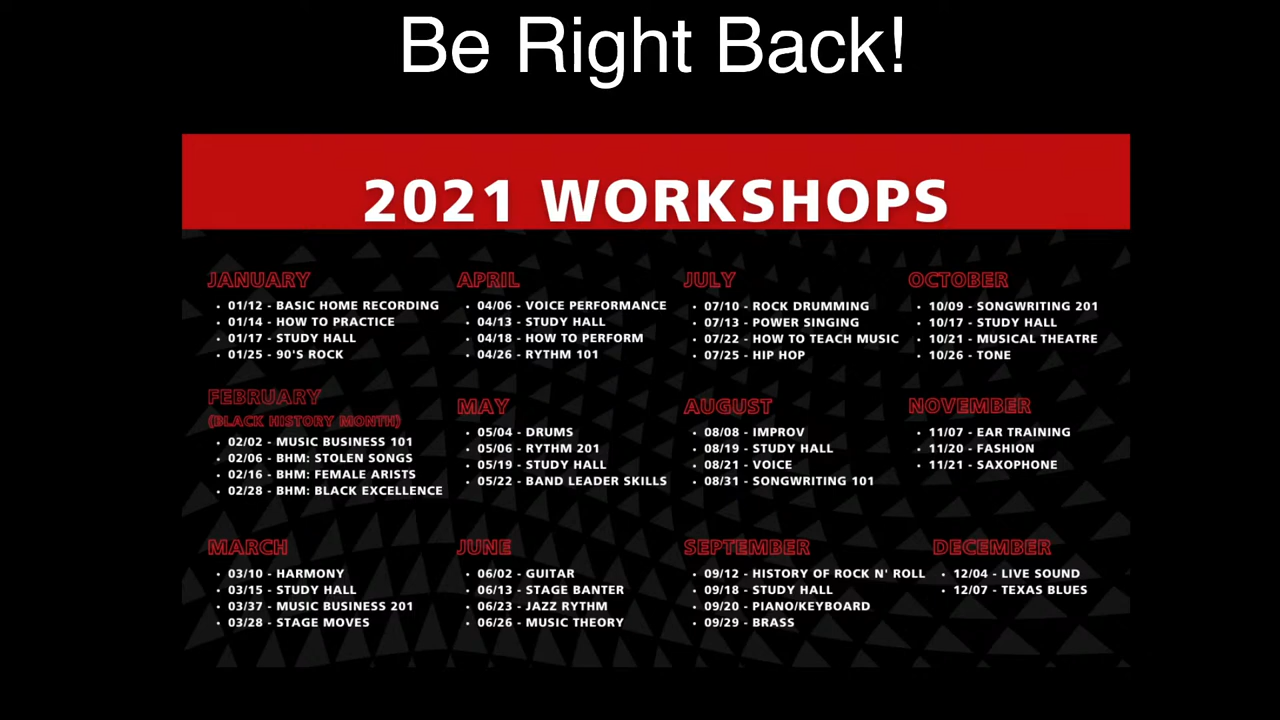 Be Right Back!
2021 WORKSHOPS
JANUARY
• 01/12 - BASIC HOME RECORDING
• 01/14 - HOW TO PRACTICE
• 01/17 - STUDY HALL
• 01/25 - 90'S ROCK
FEBRUARY
(BLACK HISTORY MONTH)
• 02/02 - MUSIC BUSINESS 101
• 02/06 - BHM: STOLEN SONGS
• 02/16 - BHM: FEMALE ARISTS
• 02/28 - BHM: BLACK EXCELLENCE
MARCH
• 03/10 - HARMONY
• 03/15 - STUDY HALL
• 03/37 - MUSIC BUSINESS 201
• 03/28 - STAGE MOVES
APRIL
• 04/06 - VOICE PERFORMANCE
• 04/13 - STUDY HALL
• 04/18 - HOW TO PERFORM
• 04/26 - RYTHM 101
MAY
• 05/04 - DRUMS
• 05/06 - RYTHM 201
• 05/19 - STUDY HALL
• 05/22 - BAND LEADER SKILLS
JUNE
• 06/02 - GUITAR
• 06/13 - STAGE BANTER
• 06/23 - JAZZ RYTHM
• 06/26 - MUSIC THEORY
JULY
• 07/10 - ROCK DRUMMING
• 07/13 - POWER SINGING
• 07/22 - HOW TO TEACH MUSIC
• 07/25 - HIP HOP
AUGUST
• 08/08 - IMPROV
• 08/19 - STUDY HALL
• 08/21 - VOICE
• 08/31 - SONGWRITING 101
SEPTEMBER
• 09/12 - HISTORY OF ROCK N' ROLL
• 09/18 - STUDY HALL
• 09/20 - PIANO/KEYBOARD
• 09/29 - BRASS
OCTOBER
• 10/09 - SONGWRITING 201
• 10/17 - STUDY HALL
• 10/21 - MUSICAL THEATRE
• 10/26 - TONE
NOVEMBER
• 11/07 - EAR TRAINING
• 11/20 - FASHION
• 11/21 - SAXOPHONE
DECEMBER
• 12/04 - LIVE SOUND
• 12/07 - TEXAS BLUES